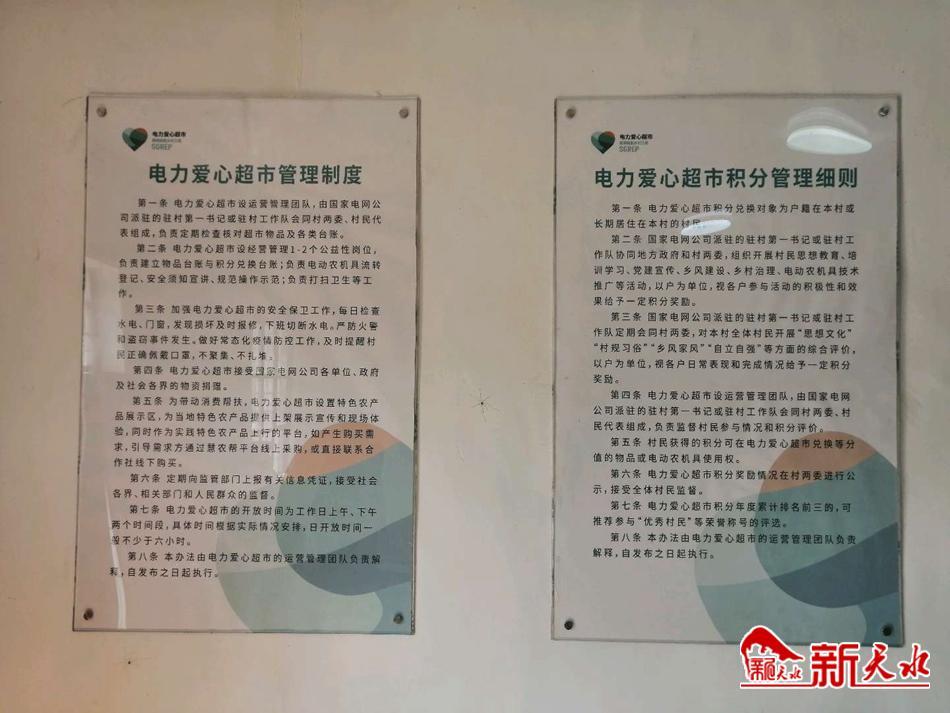 电力爱心超市
SGREP
电力爱心超市管理制度
第一条 电力爱心超市设运营管理团队,由国家电网公
司派驻的驻村第一书记或驻村工作队会同村两委、村民代
表组成,负责定期检查核对超市物品及各类台账。
第二条 电力爱心超市设经营管理1-2个公益性岗位,
负责建立物品台账与积分兑换台账;负责电动农机具流转
登记、安全须知宣讲、规范操作示范;负责打扫卫生等工
作。
第三条 加强电力爱心超市的安全保卫工作,每日检查
水电、门窗,发现损坏及时报修,下班切断水电。严防火警
和盗窃事件发生。做好常态化疫情防控工作,及时提醒村
民正确佩戴口罩,不聚集、不扎堆。
第四条 电力爱心超市接受国家电网公司各单位、政府
及社会各界的物资捐赠。
第五条 为带动消费帮扶,电力爱心超市设置特色农产
品展示区,为当地特色农产品提供上架展示宣传和现场体
验,同时作为实践特色农产品上行的平台,如产生购买需
求,引导需求方通过慧农帮平台线上采购,或直接联系合
作社线下购买。
第六条 定期向监管部门上报有关信息凭证,接受社会
各界、相关部门和人民群众的监督。
第七条 电力爱心超市的开放时间为工作日上午、下午
两个时间段,具体时间根据实际情况安排,日开放时间一
般不少于六小时。
第八条 本办法由电力爱心超市的运营管理团队负责解
释,自发布之日起执行。
电力爱心超市
SGREP
电力爱心超市积分管理细则
第一条 电力爱心超市积分兑换对象为户籍在本村或
长期居住在本村的村民。
第二条 国家电网公司派驻的驻村第一书记或驻村工
作队协同地方政府和村两委,组织开展村民思想教育、培
训学习、党建宣传、乡风建设、乡村治理、电动农机具技术
推广等活动,以户为单位,视各户参与活动的积极性和效
果给予一定积分奖励。
第三条 国家电网公司派驻的驻村第一书记或驻村工
作队定期会同村两委,对本村全体村民开展“思想文化”
“村规习俗”“乡风家风”“自立自强”等方面的综合评价,
以户为单位,视各户日常表现和完成情况给予一定积分
奖励。
第四条 电力爱心超市设运营管理团队,由国家电网
公司派驻的驻村第一书记或驻村工作队会同村两委、村
民代表组成,负责监督村民参与情况和积分评价。
第五条 村民获得的积分可在电力爱心超市兑换等分
值的物品或电动农机具使用权。
第六条 电力爱心超市积分奖励情况在村两委进行公
示,接受全体村民监督。
第七条 电力爱心超市积分年度累计排名前三的,可
推荐参与“优秀村民”等荣誉称号的评选。
第八条 本办法由电力爱心超市的运营管理团队负责
解释,自发布之日起执行。
新天水